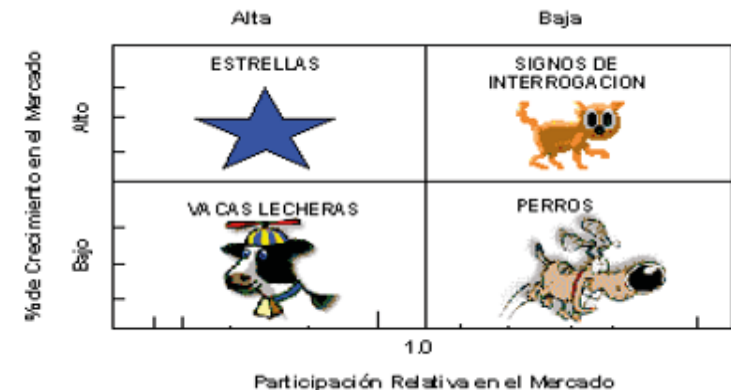 Alta Baja
ESTRELLAS
SIGNOS DE
INTERROGACION
% de Crecimiento en el Mercado
Alto
VACAS LECHERAS
PERROS
Bajo
1.0
Participación Relativa en el Mercado